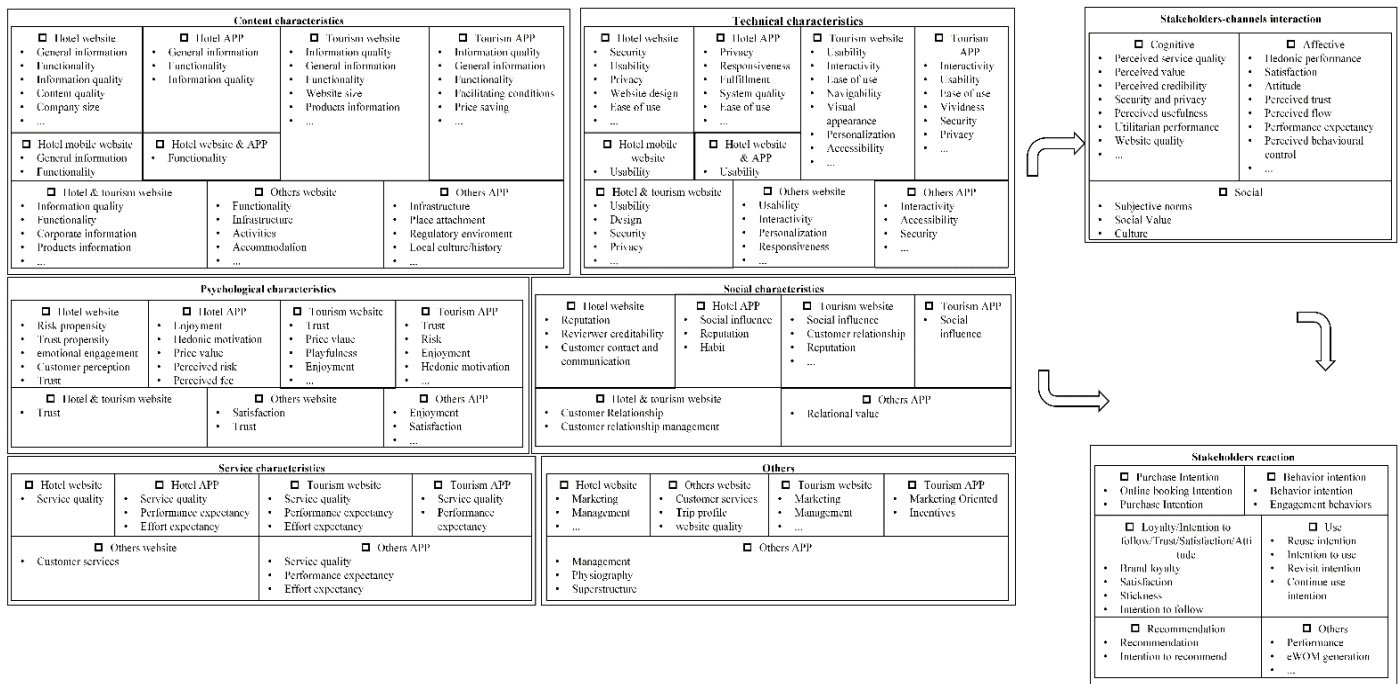 Content characteristics
Hotel website
• General information
• Functionality
• Information quality
• Content quality
• Company size
• ...
Hotel APP
• General information
• Functionality
• Information quality
Tourism website
• Information quality
• General information
• Functionality
• Website size
• Products information
• ...
Tourism APP
• Information quality
• General information
• Functionality
• Facilitating conditions
• Price saving
• ...
Hotel mobile website
• General information
• Functionality
Hotel website & APP
• Functionality
Hotel & tourism website
• Information quality
• Functionality
• Corporate information
• Products information
• ...
Others website
• Functionality
• Infrastructure
• Activities
• Accommodation
• ...
Others APP
• Infrastructure
• Place attachment
• Regulatory enviroment
• Local culture/history
• ...
Technical characteristics
Hotel website
• Security
• Usability
• Privacy
• Website design
• Ease of use
• ...
Hotel APP
• Privacy
• Responsiveness
• Fulfillment
• System quality
• Ease of use
• ...
Tourism website
• Usability
• Interactivity
• Ease of use
• Navigability
• Visual
appearance
• Personalization
• Accessibility
• ...
Tourism
APP
• Interactivity
• Usability
• Ease of use
• Vividness
• Security
• Privacy
• ...
Hotel mobile
website
• Usability
Hotel website
& APP
• Usability
Hotel & tourism website
• Usability
• Design
• Security
• Privacy
• ...
Others website
• Usability
• Interactivity
• Personalization
• Responsiveness
• ...
Others APP
• Interactivity
• Accessibility
• Security
• ...
Psychological characteristics
Hotel website
• Risk propensity
• Trust propensity
• emotional engagement
• Customer perception
• Trust
Hotel APP
• Enjoyment
• Hedonic motivation
• Price value
• Perceived risk
• Perceived fee
Tourism website
• Trust
• Price vlaue
• Playfulness
• Enjoyment
• ...
Tourism APP
• Trust
• Risk
• Enjoyment
• Hedonic motivation
• ...
Hotel & tourism website
• Trust
Others website
• Satisfaction
• Trust
Others APP
• Enjoyment
• Satisfaction
• ...
Social characteristics
Hotel website
• Reputation
• Revierwer creditability
• Customer contact and
communication
Hotel APP
• Social influence
• Reputation
• Habit
Tourism website
• Social influence
• Customer relationship
• Reputation
• ...
Tourism APP
• Social
influence
Hotel & tourism website
• Customer Relationship
• Customer relationship management
Others APP
• Relational value
Service characteristics
Hotel website
• Service quality
Hotel APP
• Service quality
• Performance expectancy
• Effort expectancy
Tourism website
• Service quality
• Performance expectancy
• Effort expectancy
Tourism APP
• Service quality
• Performance
expectancy
Others website
• Customer services
Others APP
• Service quality
• Performance expectancy
• Effort expectancy
Others
Hotel website
• Marketing
• Management
• ...
Others website
• Customer services
• Trip profile
• website quality
Tourism website
• Marketing
• Management
• ...
Tourism APP
• Marketing Oriented
• Incentives
Others APP
• Management
• Physiography
• Superstructure
Stakeholders-channels interaction
Cognitive
• Perceived service quality
• Perceived value
• Perceived credibility
• Security and privacy
• Perceived usefulness
• Utilitarian performance
• Website quality
• ...
Affective
• Hedonic performance
• Satisfaction
• Attitude
• Perceived trust
• Perceived flow
• Performance expectancy
• Perceived behavioural
control
• ...
Social
• Subjective norms
• Social Value
• Culture
Stakeholders reaction
Purchase Intention
• Online booking Intention
• Purchase Intention
Behavior intention
• Behavior intention
• Engagement behaviors
Loyalty/Intention to
follow/Trust/Satisfaction/Atti
tude
• Brand loyalty
• Satisfaction
• Stickness
• Intention to follow
Use
• Reuse intention
• Intention to use
• Revisit intention
• Continue use
intention
Recommendation
• Recommendation
• Intention to recommend
Others
• Performance
• eWOM generation
• ...